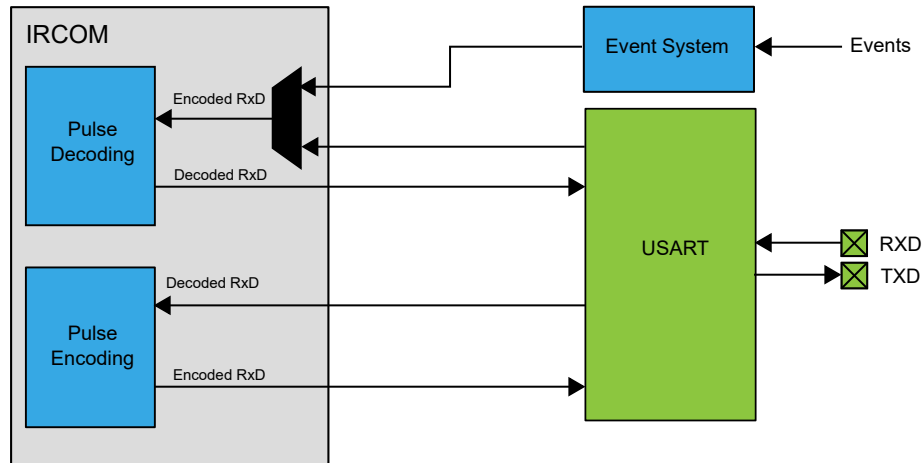 IRCOM
Event System
Events
Encoded RxD
Pulse
Decoding
Decoded RxD
USART
RXD
TXD
Decoded RxD
Pulse
Encoding
Encoded RxD